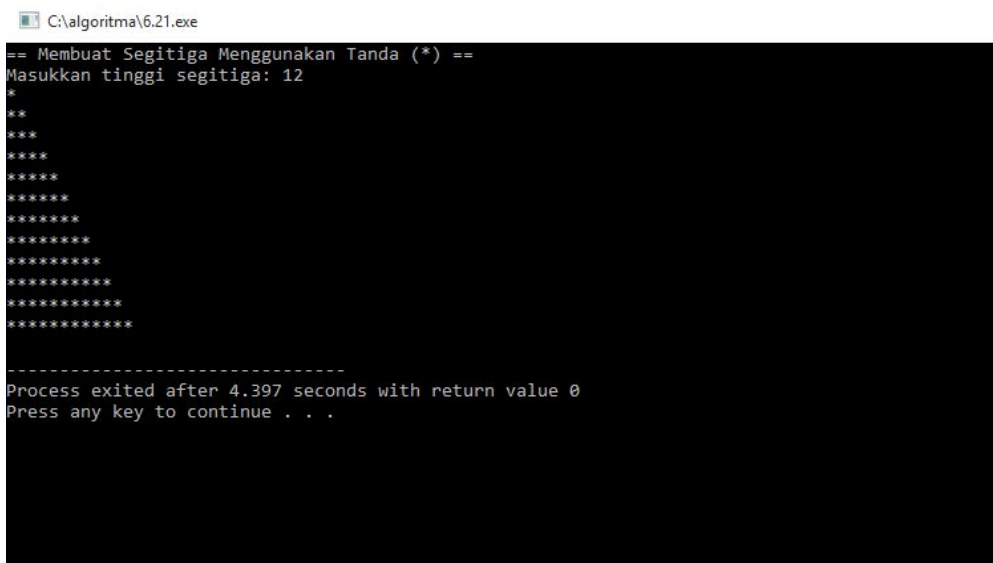 C:\algoritma\6.21.exe
== Membuat Segitiga Menggunakan Tanda (*) ==
Masukkan tinggi segitiga: 12
*
**
***
****
*****
******
*******
********
*********
**********
***********
************
--------------------------------
Process exited after 4.397 seconds with return value 0
Press any key to continue . . .